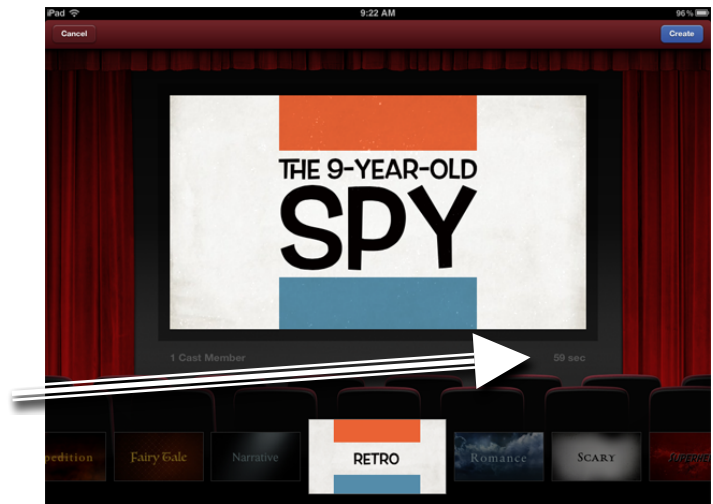 iPad 9:22 AM 96%
Cancel Create
THE 9-YEAR-OLD
SPY
1 Cast Member 59 sec
Fairy Tale Narrative RETRO Romance SCARY